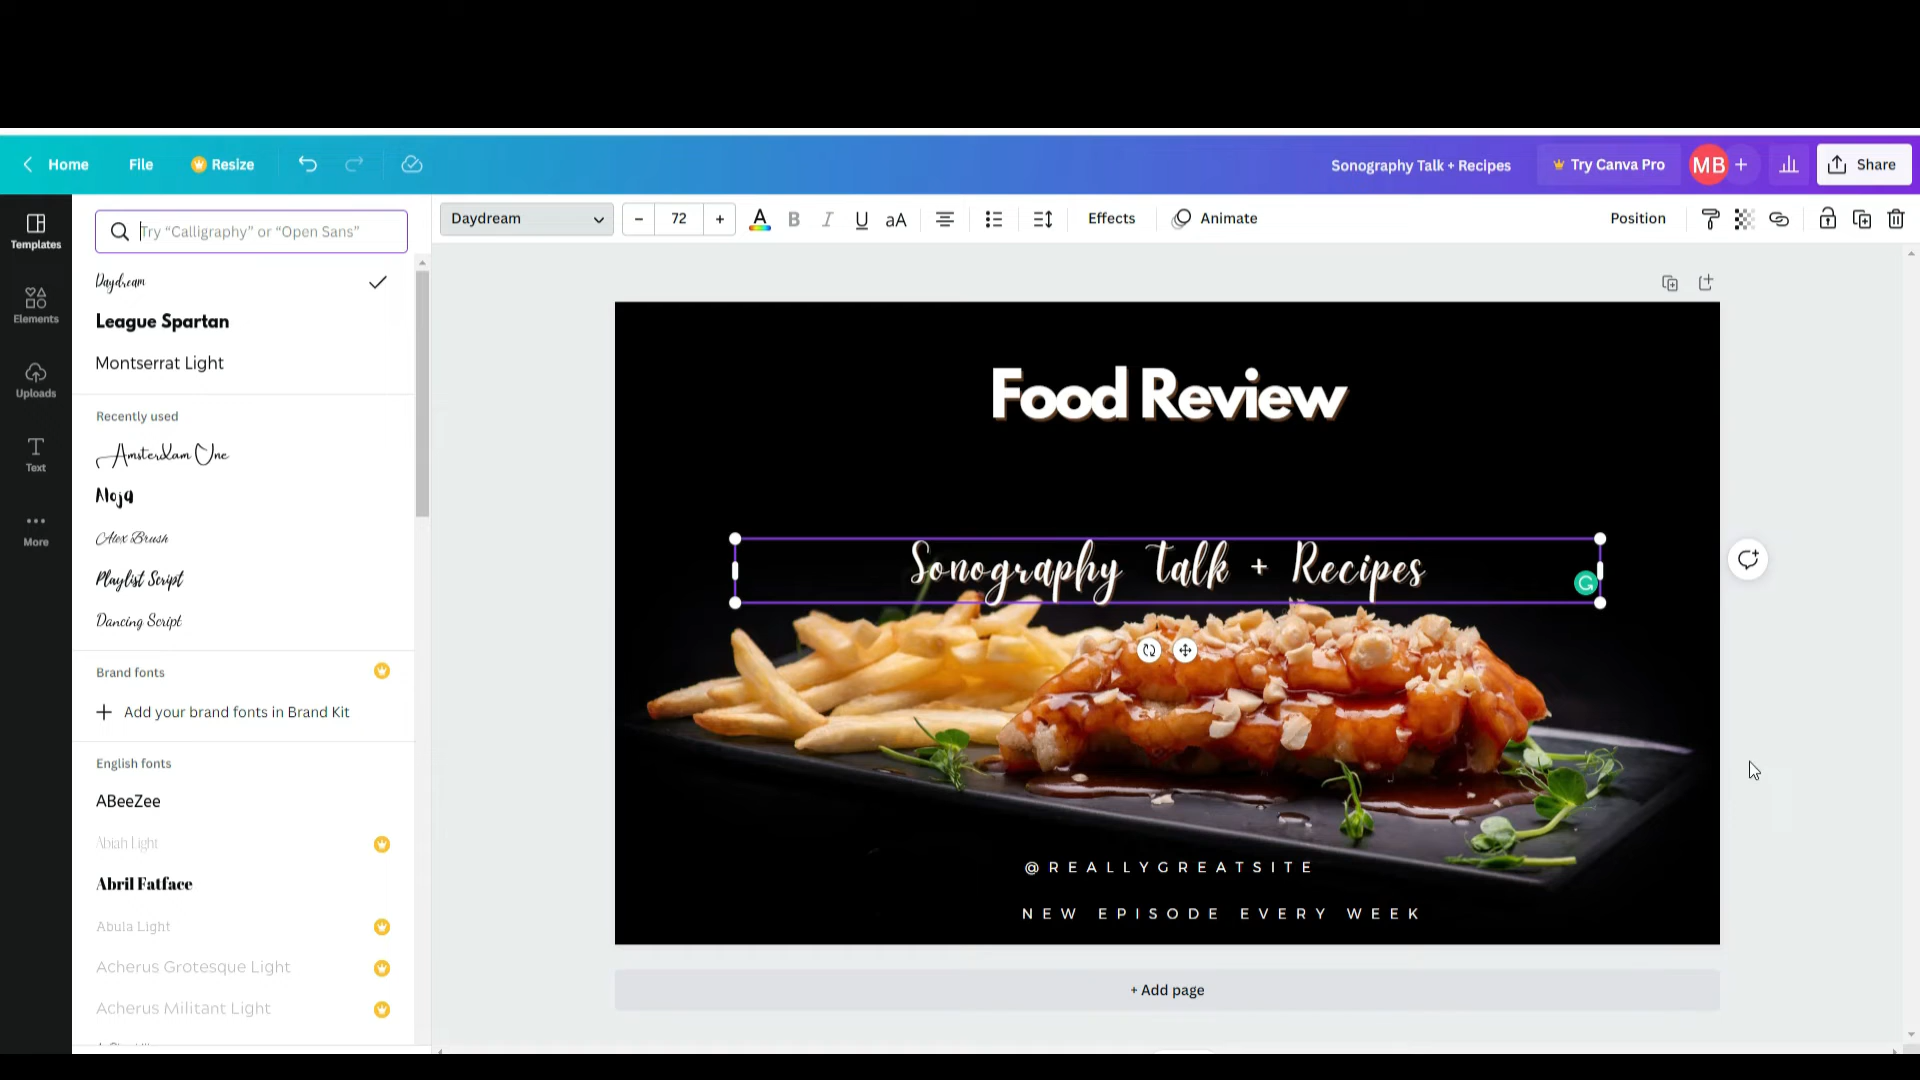 Home File Resize Sonography Talk + Recipes Try Canva Pro MB + Share
Templates
Elements
Uploads
Text
More
Try “Calligraphy” or “Open Sans”
Daydream
League Spartan
Montserrat Light
Recently used
Amsterdam One
Moja
Alex Brush
Playlist Script
Dancing Script
Brand fonts
Add your brand fonts in Brand Kit
English fonts
ABeeZee
Abiah Light
Abril Fatface
Abula Light
Acherus Grotesque Light
Acherus Militant Light
Daydream – 72 + A B I U aA Effects Animate Position
Food Review
Sonography Talk + Recipes
@REALLYGREATSITE
NEW EPISODE EVERY WEEK
+ Add page